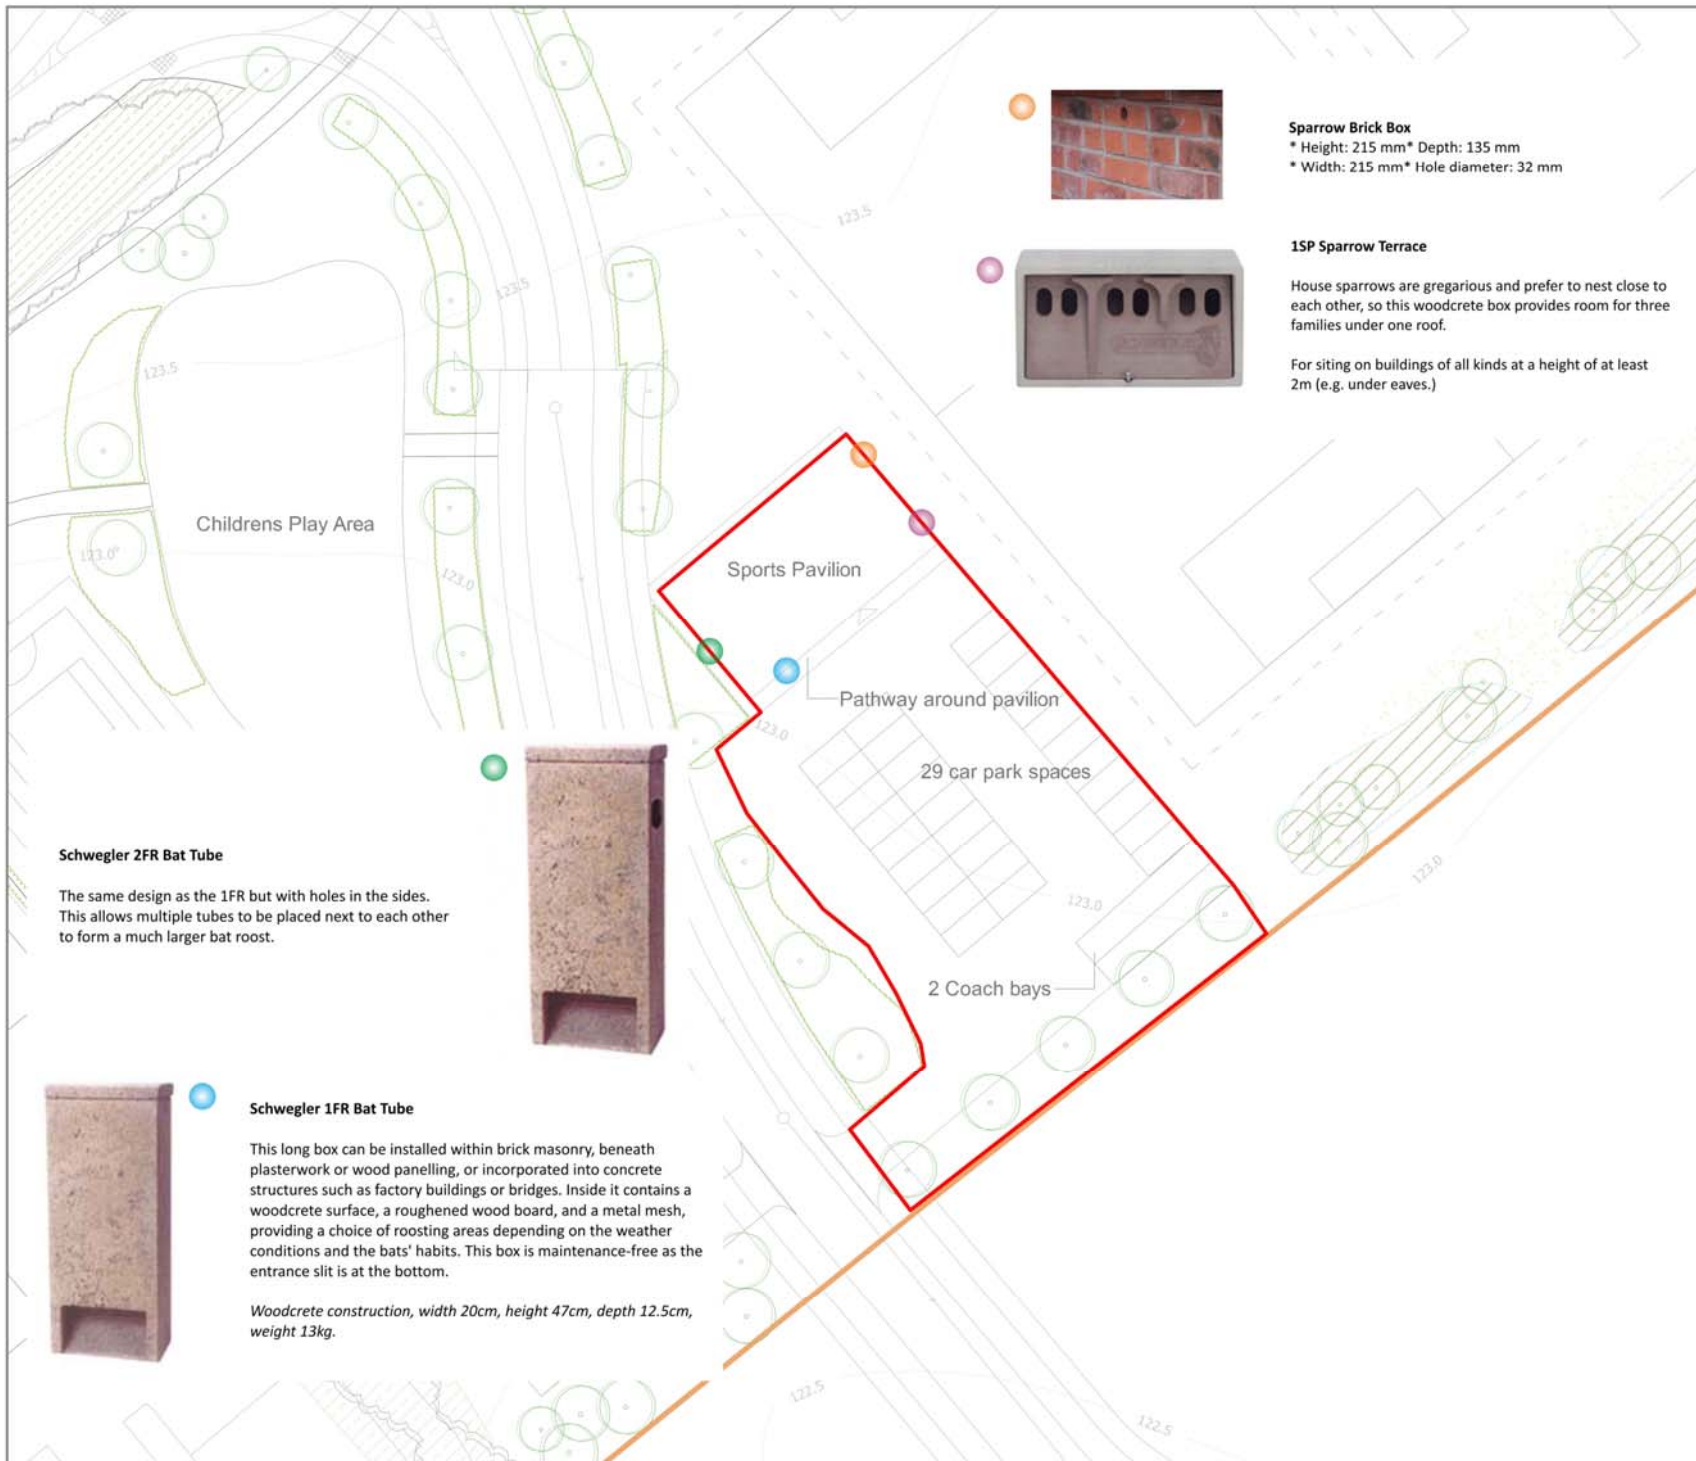 Sparrow Brick Box
* Height: 215 mm* Depth: 135 mm
* Width: 215 mm* Hole diameter: 32 mm
1SP Sparrow Terrace
House sparrows are gregarious and prefer to nest close to
each other, so this woodcrete box provides room for three
families under one roof.
For siting on buildings of all kinds at a height of at least
2m (e.g. under eaves.)
123.5
123.5
123.5
Childrens Play Area
123.0
123.0
Sports Pavilion
Pathway around pavilion
123.0
29 car park spaces
123.0
123.0
2 Coach bays
Schwegler 2FR Bat Tube
The same design as the 1FR but with holes in the sides.
This allows multiple tubes to be placed next to each other
to form a much larger bat roost.
Schwegler 1FR Bat Tube
This long box can be installed within brick masonry, beneath
plasterwork or wood panelling, or incorporated into concrete
structures such as factory buildings or bridges. Inside it contains a
woodcrete surface, a roughened wood board, and a metal mesh,
providing a choice of roosting areas depending on the weather
conditions and the bats' habits. This box is maintenance-free as the
entrance slit is at the bottom.
Woodcrete construction, width 20cm, height 47cm, depth 12.5cm,
weight 13kg.
122.5
122.5